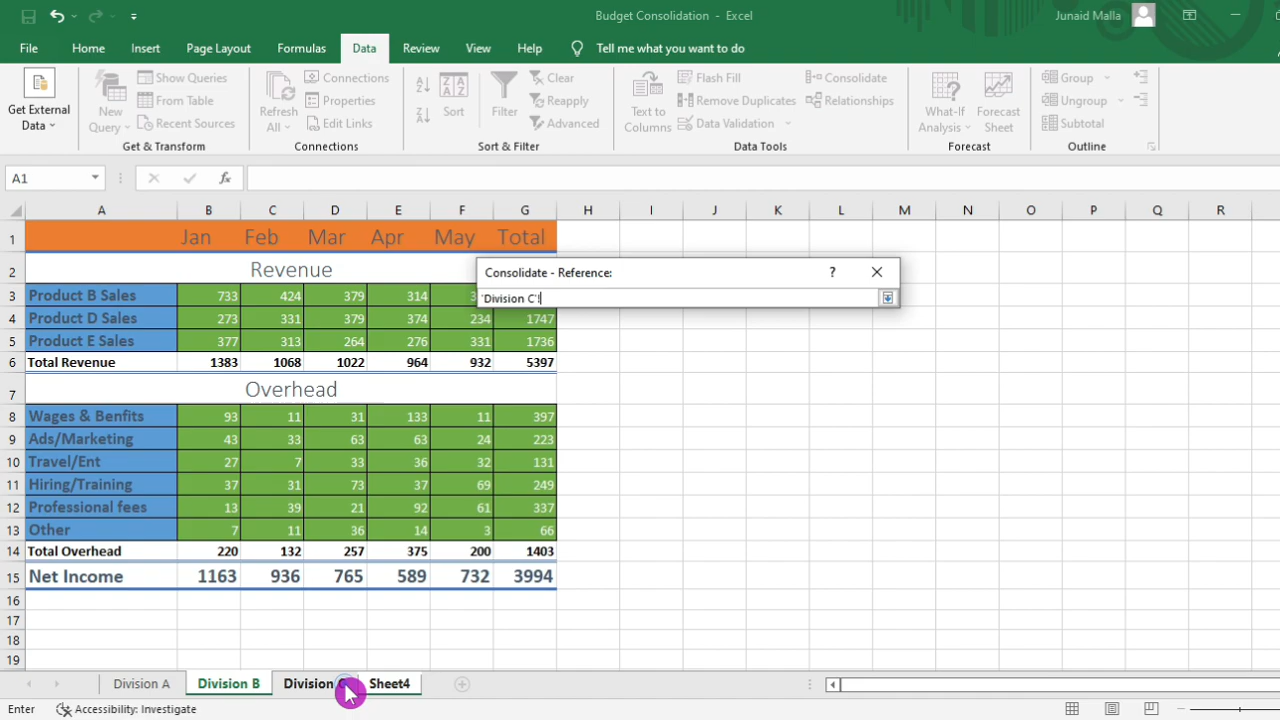 Budget Consolidation - Excel
Junaid Malla
File Home Insert Page Layout Formulas Data Review View Help Tell me what you want to do
Get External Data
New Query
Show Queries
From Table
Recent Sources
Get & Transform
Refresh All
Connections
Properties
Edit Links
Connections
Sort
Filter
Clear
Reapply
Advanced
Sort & Filter
Text to Columns
Flash Fill
Remove Duplicates
Data Validation
Consolidate
Relationships
Data Tools
What-If Analysis
Forecast Sheet
Forecast
Group
Ungroup
Subtotal
Outline
A1 fx
A B C D E F G H I J K L M N O P Q R
1 Jan Feb Mar Apr May Total
2 Revenue
Consolidate - Reference: ?
'Division C'!
3 Product B Sales 733 424 379 314
4 Product D Sales 273 331 379 374 234 1747
5 Product E Sales 377 313 264 276 331 1736
6 Total Revenue 1383 1068 1022 964 932 5397
7 Overhead
8 Wages & Benfits 93 11 31 133 11 397
9 Ads/Marketing 43 33 63 63 24 223
10 Travel/Ent 27 7 33 36 32 131
11 Hiring/Training 37 31 73 37 69 249
12 Professional fees 13 39 21 92 61 337
13 Other 7 11 36 14 3 66
14 Total Overhead 220 132 257 375 200 1403
15 Net Income 1163 936 765 589 732 3994
16
17
18
19
Division A Division B Division C Sheet4
Enter Accessibility: Investigate